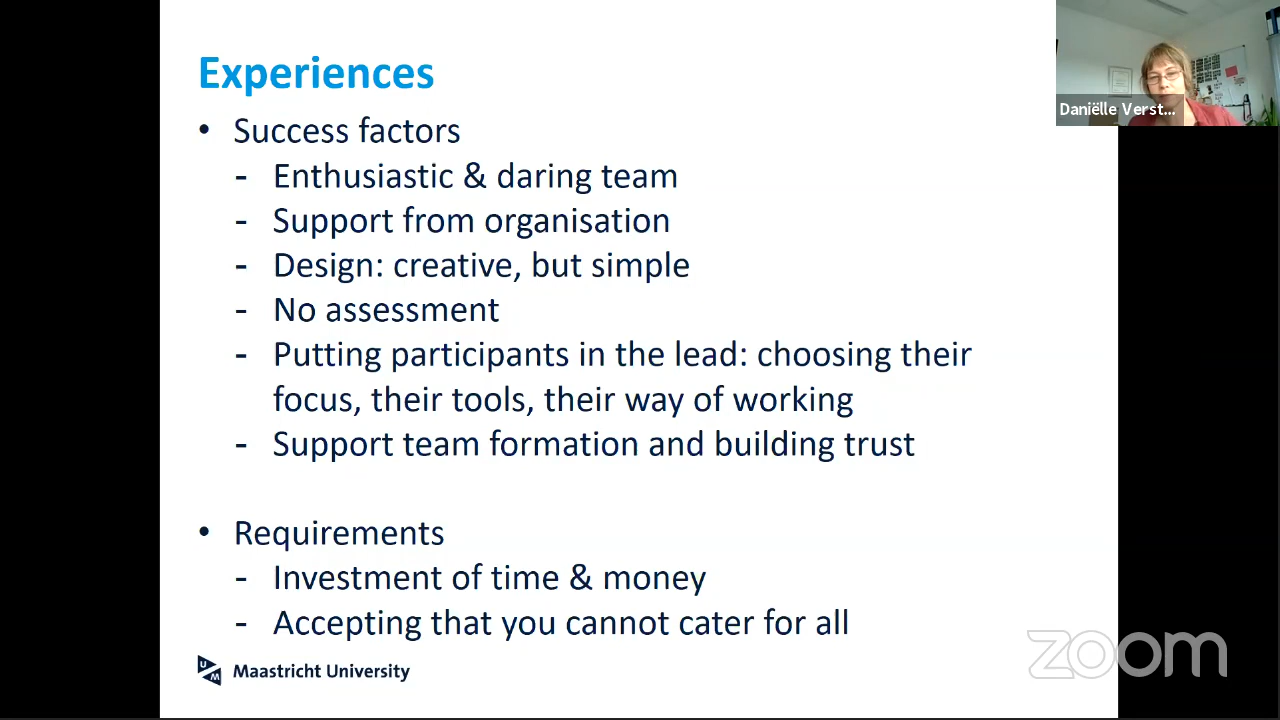 Experiences
• Success factors
- Enthusiastic & daring team
- Support from organisation
- Design: creative, but simple
- No assessment
- Putting participants in the lead: choosing their
focus, their tools, their way of working
- Support team formation and building trust
• Requirements
- Investment of time & money
- Accepting that you cannot cater for all
UM
Maastricht University
Daniëlle Verst...
zoom